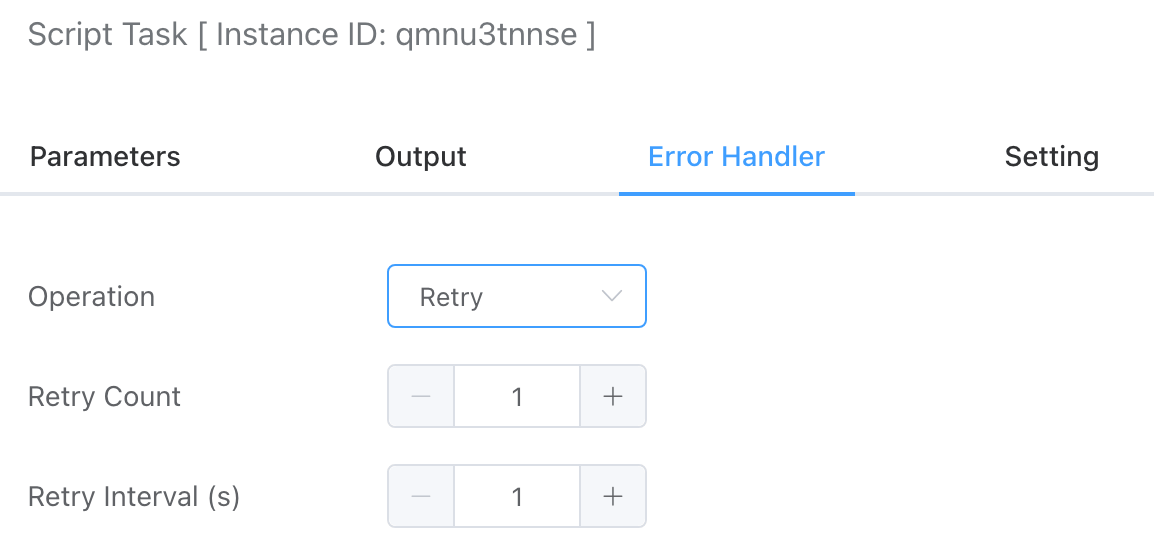 Script Task [ Instance ID: qmnu3tnnse ]
Parameters Output Error Handler Setting
Operation Retry
Retry Count 1
Retry Interval (s) 1